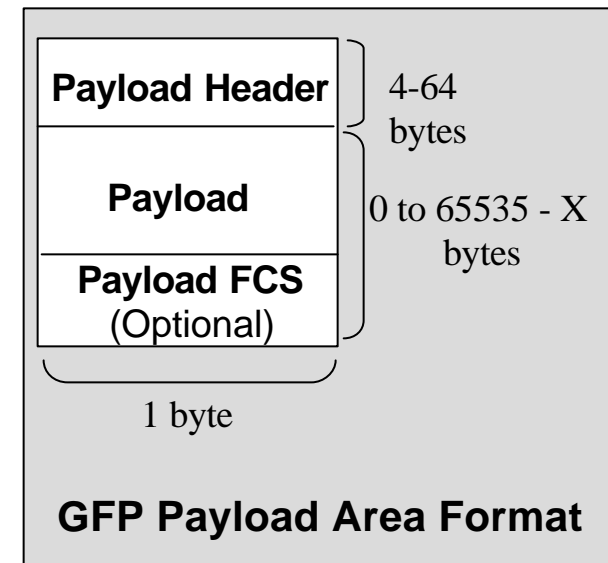 Payload Header
4-64
bytes
Payload
0 to 65535 - X
bytes
Payload FCS
(Optional)
1 byte
GFP Payload Area Format